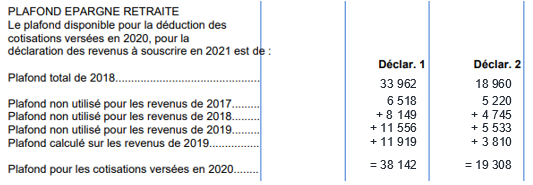 PLAFOND EPARGNE RETRAITE
Le plafond disponible pour la déduction des
cotisations versées en 2020, pour la
déclaration des revenus à souscrire en 2021 est de :
Déclar. 1 Déclar. 2
Plafond total de 2018............................................. 33 962 18 960
Plafond non utilisé pour les revenus de 2017......... 6 518 5 220
Plafond non utilisé pour les revenus de 2018......... + 8 149 + 4 745
Plafond non utilisé pour les revenus de 2019......... + 11 556 + 5 533
Plafond calculé sur les revenus de 2019................ + 11 919 + 3 810
Plafond pour les cotisations versées en 2020........ = 38 142 = 19 308